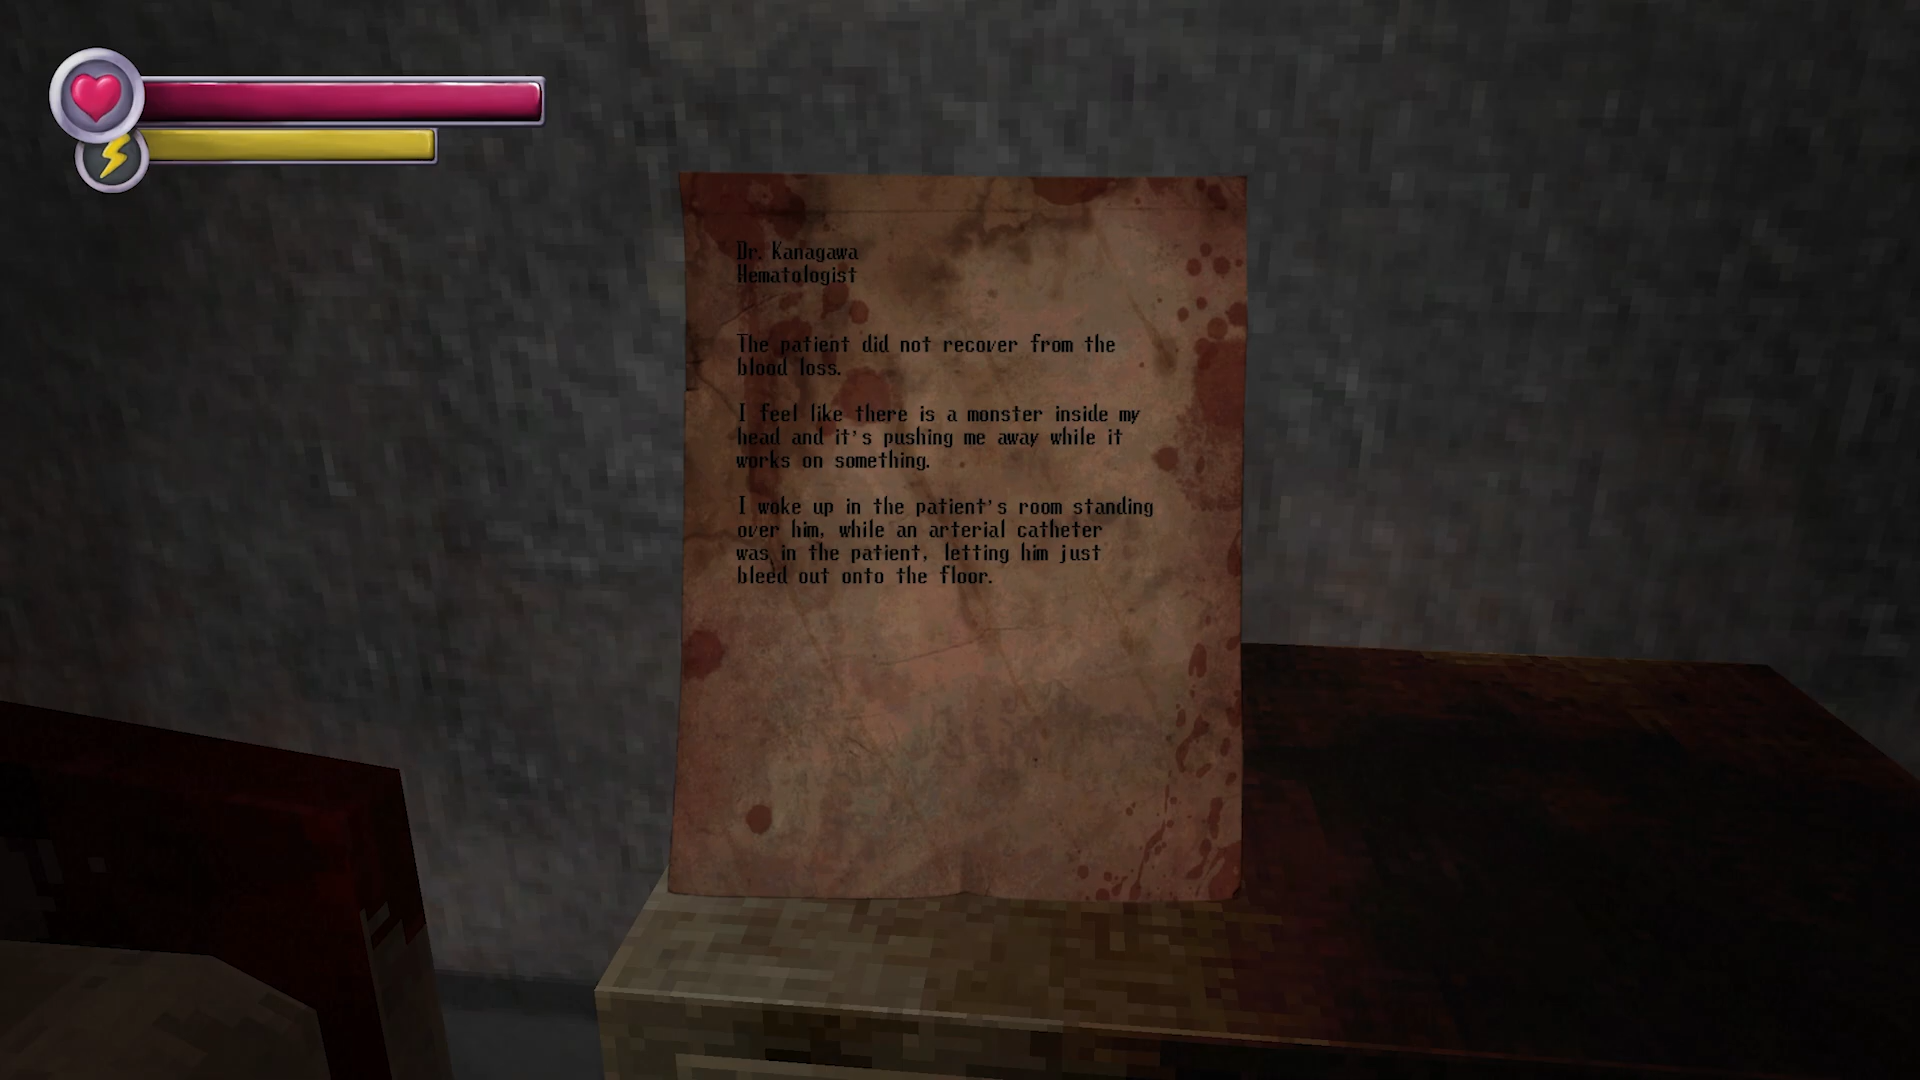 Dr. Kanagawa
Hematologist
The patient did not recover from the
blood loss.
I feel like there is a monster inside my
head and it's pushing me away while it
works on something.
I woke up in the patient's room standing
over him, while an arterial catheter
was in the patient, letting him just
bleed out onto the floor.